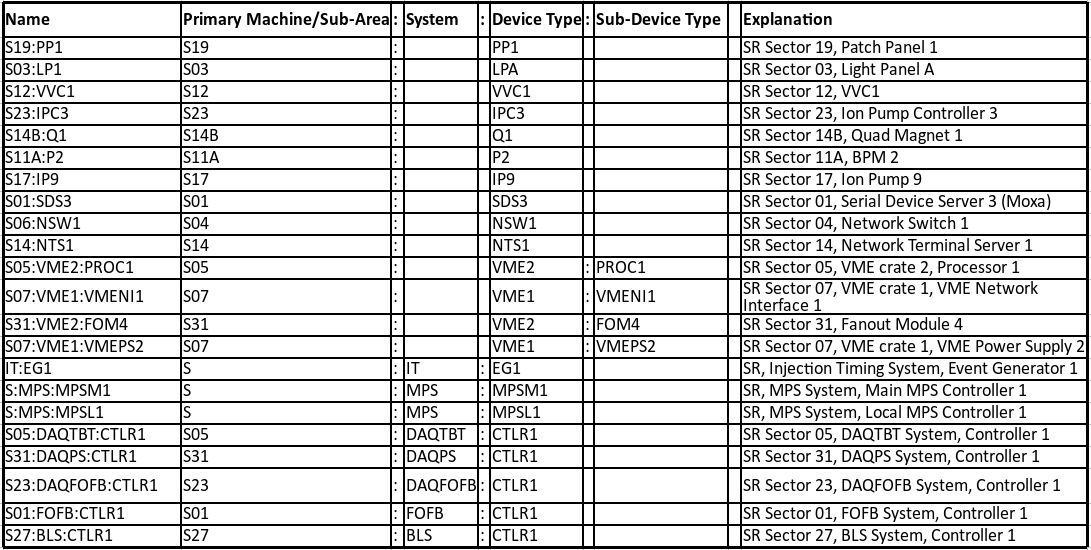 Name Primary Machine/Sub-Area : System : Device Type : Sub-Device Type Explanation
S19:PP1 S19 : PP1 SR Sector 19, Patch Panel 1
S03:LP1 S03 : LPA SR Sector 03, Light Panel A
S12:VVC1 S12 : VVC1 SR Sector 12, VVC1
S23:IPC3 S23 : IPC3 SR Sector 23, Ion Pump Controller 3
S14B:Q1 S14B : Q1 SR Sector 14B, Quad Magnet 1
S11A:P2 S11A : P2 SR Sector 11A, BPM 2
S17:IP9 S17 : IP9 SR Sector 17, Ion Pump 9
S01:SDS3 S01 : SDS3 SR Sector 01, Serial Device Server 3 (Moxa)
S06:NSW1 S04 : NSW1 SR Sector 04, Network Switch 1
S14:NTS1 S14 : NTS1 SR Sector 14, Network Terminal Server 1
S05:VME2:PROC1 S05 : VME2 : PROC1 SR Sector 05, VME crate 2, Processor 1
S07:VME1:VMENI1 S07 : VME1 : VMENI1 SR Sector 07, VME crate 1, VME Network
Interface 1
S31:VME2:FOM4 S31 : VME2 : FOM4 SR Sector 31, Fanout Module 4
S07:VME1:VMEPS2 S07 : VME1 : VMEPS2 SR Sector 07, VME crate 1, VME Power Supply 2
IT:EG1 S : IT : EG1 SR, Injection Timing System, Event Generator 1
S:MPS:MPSM1 S : MPS : MPSM1 SR, MPS System, Main MPS Controller 1
S:MPS:MPSL1 S : MPS : MPSL1 SR, MPS System, Local MPS Controller 1
S05:DAQTBT:CTLR1 S05 : DAQTBT : CTLR1 SR Sector 05, DAQTBT System, Controller 1
S31:DAQPS:CTLR1 S31 : DAQPS : CTLR1 SR Sector 31, DAQPS System, Controller 1
S23:DAQFOFB:CTLR1 S23 : DAQFOFB : CTLR1 SR Sector 23, DAQFOFB System, Controller 1
S01:FOFB:CTLR1 S01 : FOFB : CTLR1 SR Sector 01, FOFB System, Controller 1
S27:BLS:CTLR1 S27 : BLS : CTLR1 SR Sector 27, BLS System, Controller 1